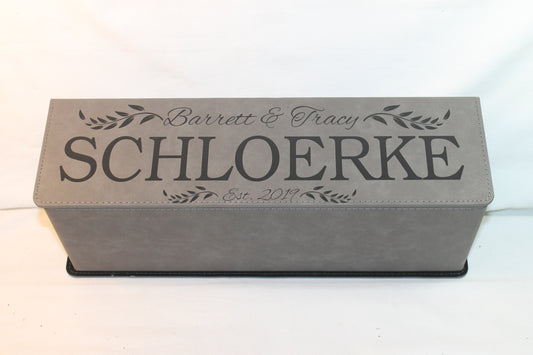 Barrett & Tracy
SCHLOERKE
Est. 2019